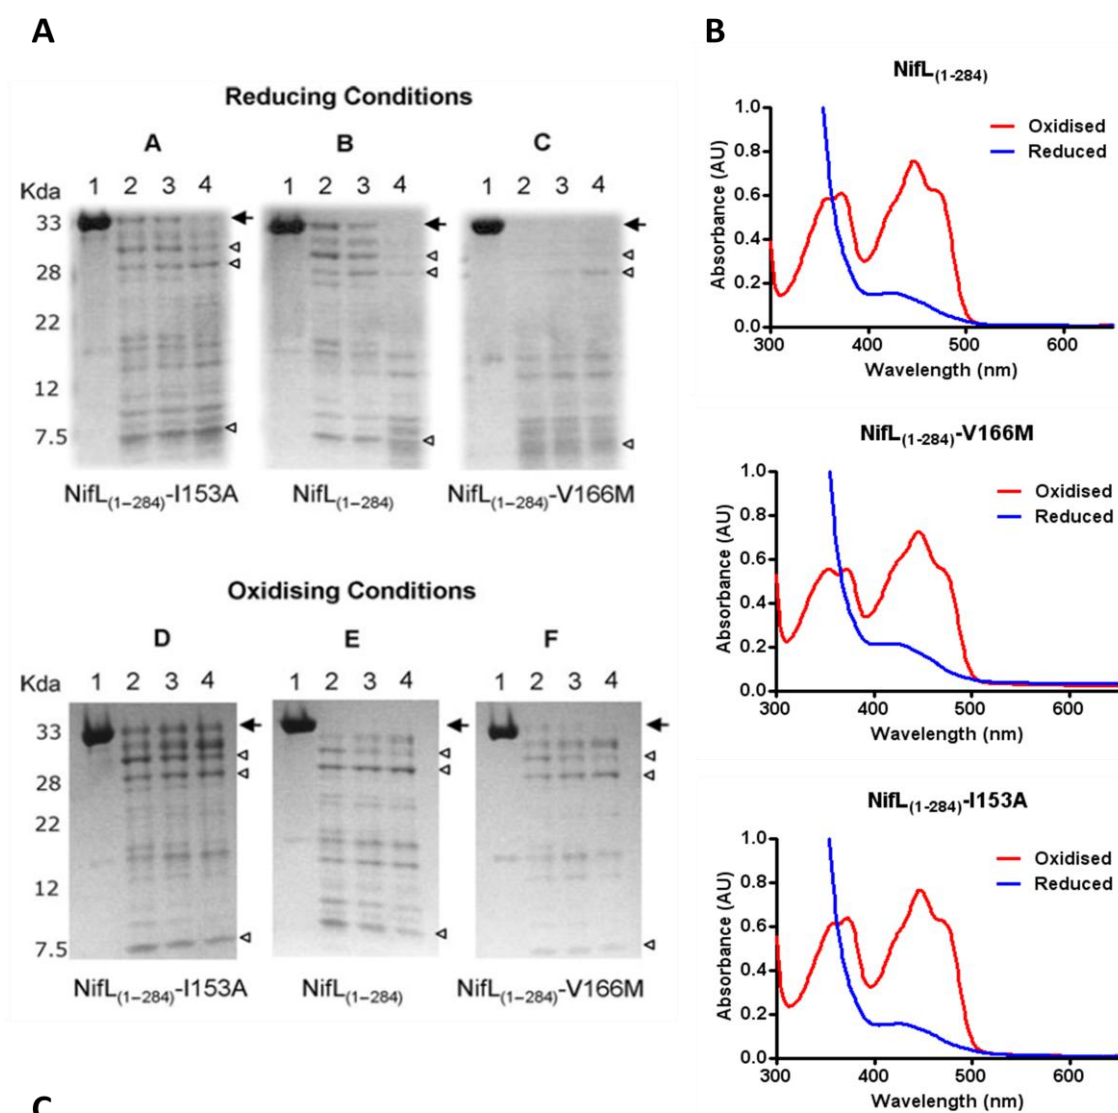 A
Reducing Conditions
A B C
Kda 1 2 3 4 1 2 3 4 1 2 3 4
33
28
22
12
7.5
NifL(1–284)-I153A NifL(1–284) NifL(1–284)-V166M
Oxidising Conditions
D E F
Kda 1 2 3 4 1 2 3 4 1 2 3 4
33
28
22
12
7.5
NifL(1–284)-I153A NifL(1–284) NifL(1–284)-V166M
B
NifL(1-284)
Oxidised
Reduced
Absorbance (AU)
1.0
0.8
0.6
0.4
0.2
0.0
300 400 500 600
Wavelength (nm)
NifL(1-284)-V166M
Oxidised
Reduced
Absorbance (AU)
1.0
0.8
0.6
0.4
0.2
0.0
300 400 500 600
Wavelength (nm)
NifL(1-284)-I153A
Oxidised
Reduced
Absorbance (AU)
1.0
0.8
0.6
0.4
0.2
0.0
300 400 500 600
Wavelength (nm)
C